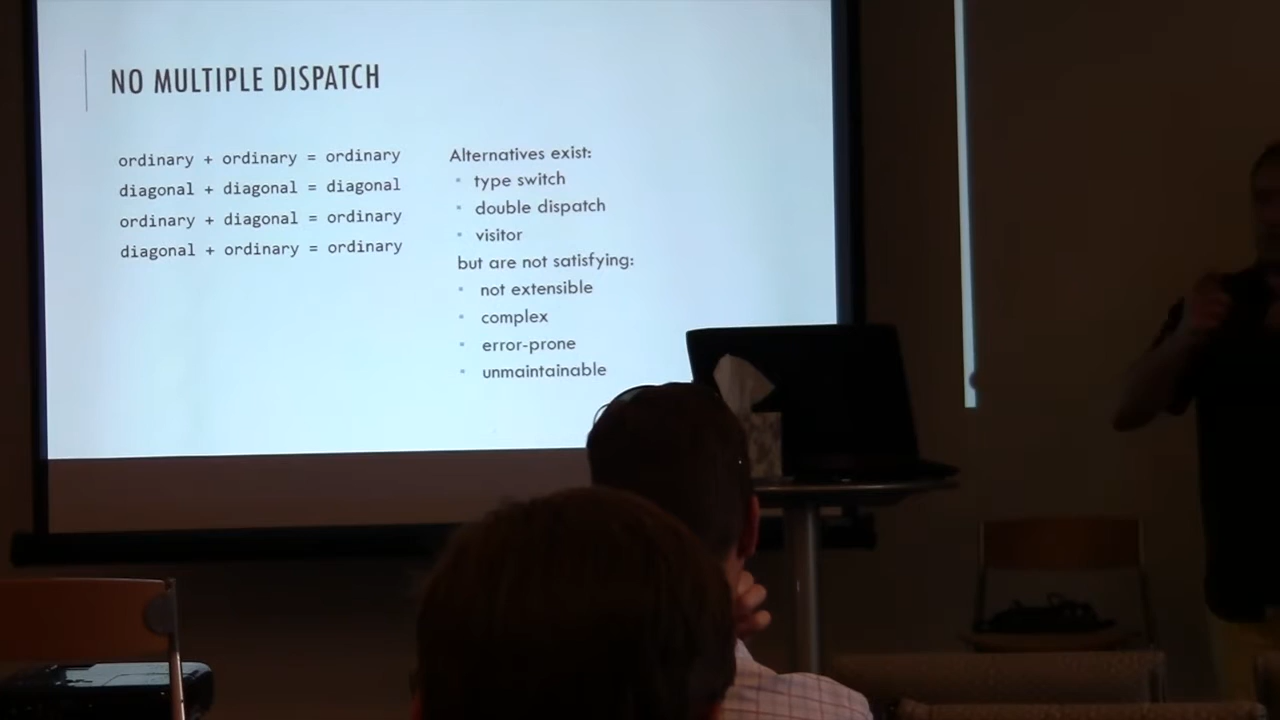 NO MULTIPLE DISPATCH
ordinary + ordinary = ordinary
diagonal + diagonal = diagonal
ordinary + diagonal = ordinary
diagonal + ordinary = ordinary
Alternatives exist:
type switch
double dispatch
visitor
but are not satisfying:
not extensible
complex
error-prone
unmaintainable